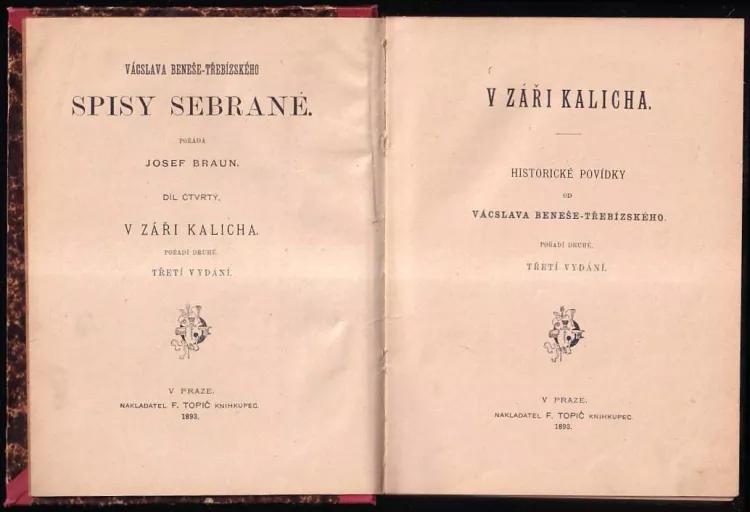 VÁCSLAVA BENEŠE-TŘEBÍZSKÉHO
SPISY SEBRANÉ.
POŘÁDÁ
JOSEF BRAUN.
DÍL ČTVRTÝ.
V ZÁŘI KALICHA.
POŘADÍ DRUHÉ.
TŘETÍ VYDÁNÍ.
V PRAZE.
NAKLADATEL F. TOPIČ KNIHKUPEC.
1893.
V ZÁŘI KALICHA.
HISTORICKÉ POVÍDKY
OD
VÁCSLAVA BENEŠE-TŘEBÍZSKÉHO.
POŘADÍ DRUHÉ.
TŘETÍ VYDÁNÍ.
V PRAZE.
NAKLADATEL F. TOPIČ KNIHKUPEC.
1893.